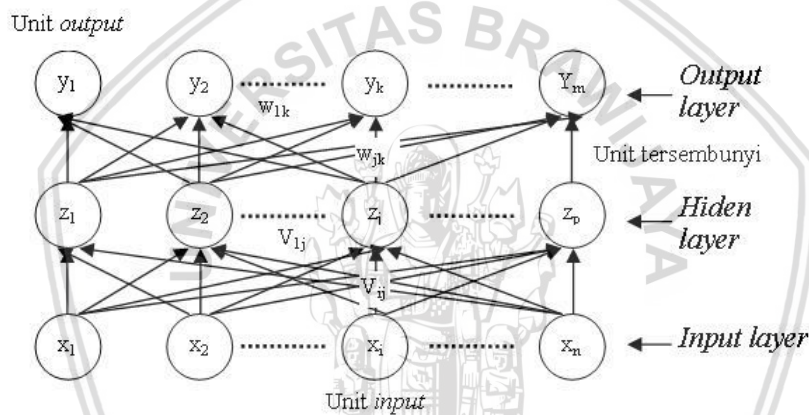 Unit output
UNIVERSITAS BRAWIJAYA
y1 y2 yk Ym
Output layer
w1k
wjk
Unit tersembunyi
z1 z2 zj zp
Hiden layer
V1j
Vij
x1 x2 xi xn
Input layer
Unit input